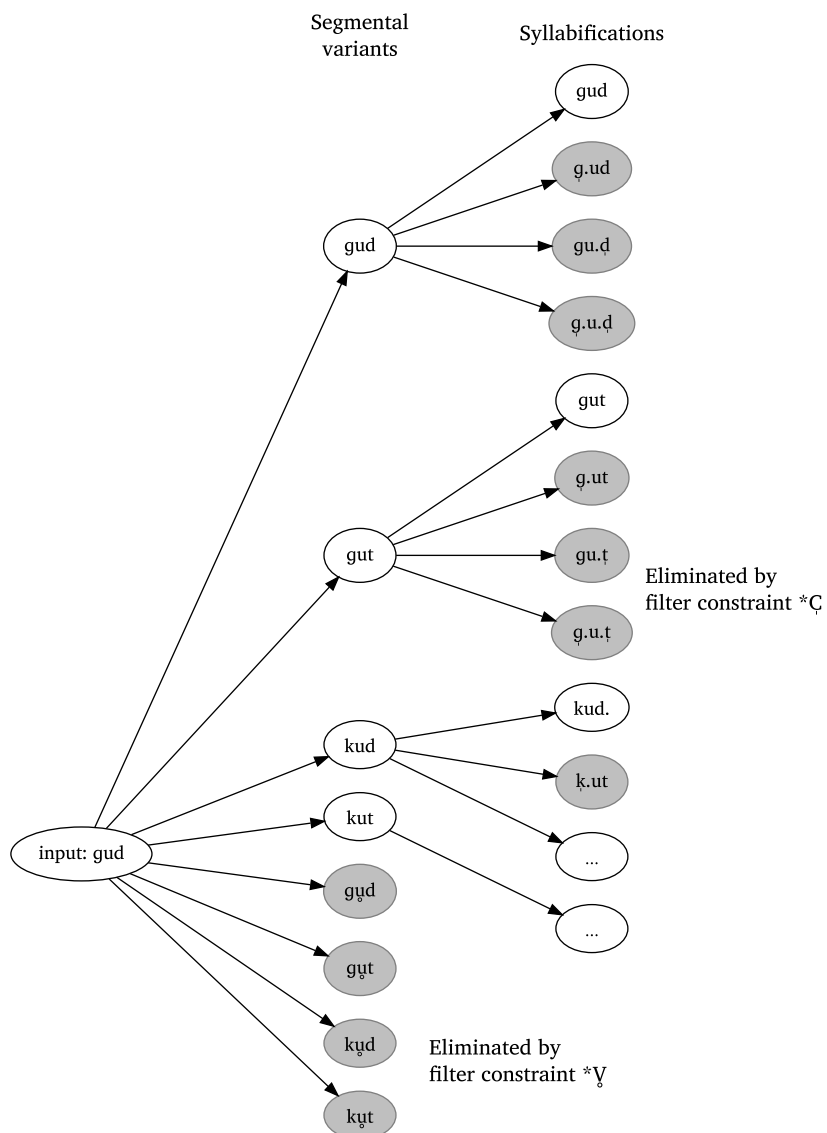 Segmental
variants
Syllabifications
gud
g̩.ud
gud
gu.d̩
g̩.u.d̩
gut
g̩.ut
gut
gu.t̩
Eliminated by
filter constraint *C̩
g̩.u.t̩
kud.
kud
k̩.ut
kut
input: gud
...
gu̥d
...
gu̥t
ku̥d
Eliminated by
filter constraint *V̥
ku̥t